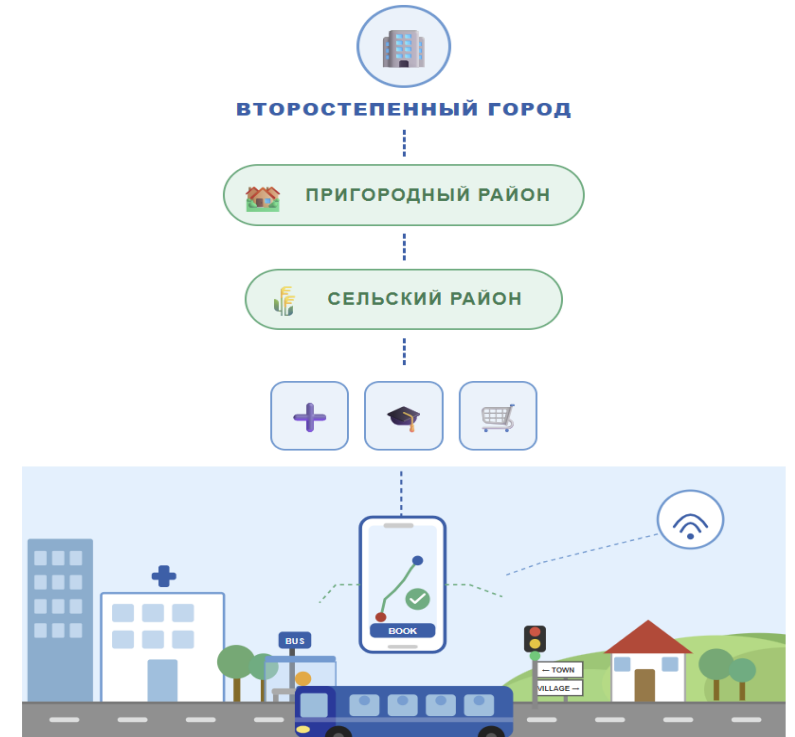 ВТОРОСТЕПЕННЫЙ ГОРОД
ПРИГОРОДНЫЙ РАЙОН
СЕЛЬСКИЙ РАЙОН
BOOK
BUS
← TOWN
VILLAGE →